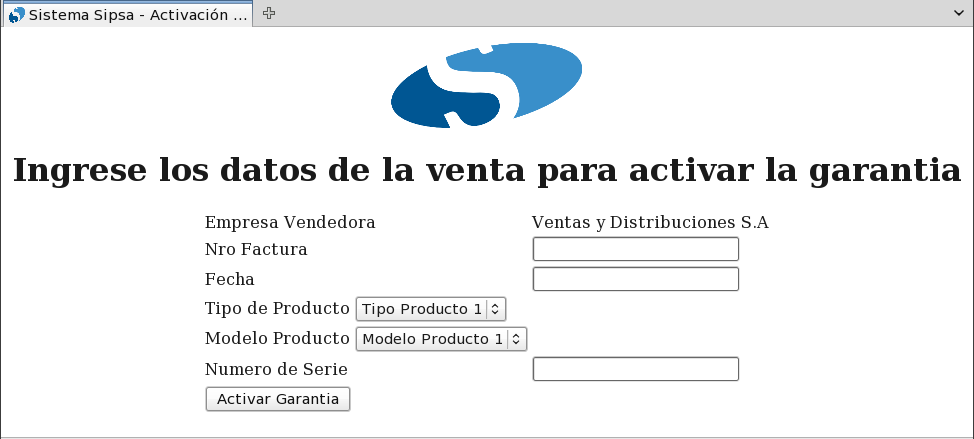 Sistema Sipsa - Activación ...
Ingrese los datos de la venta para activar la garantia
Empresa Vendedora Ventas y Distribuciones S.A
Nro Factura
Fecha
Tipo de Producto Tipo Producto 1
Modelo Producto Modelo Producto 1
Numero de Serie
Activar Garantia